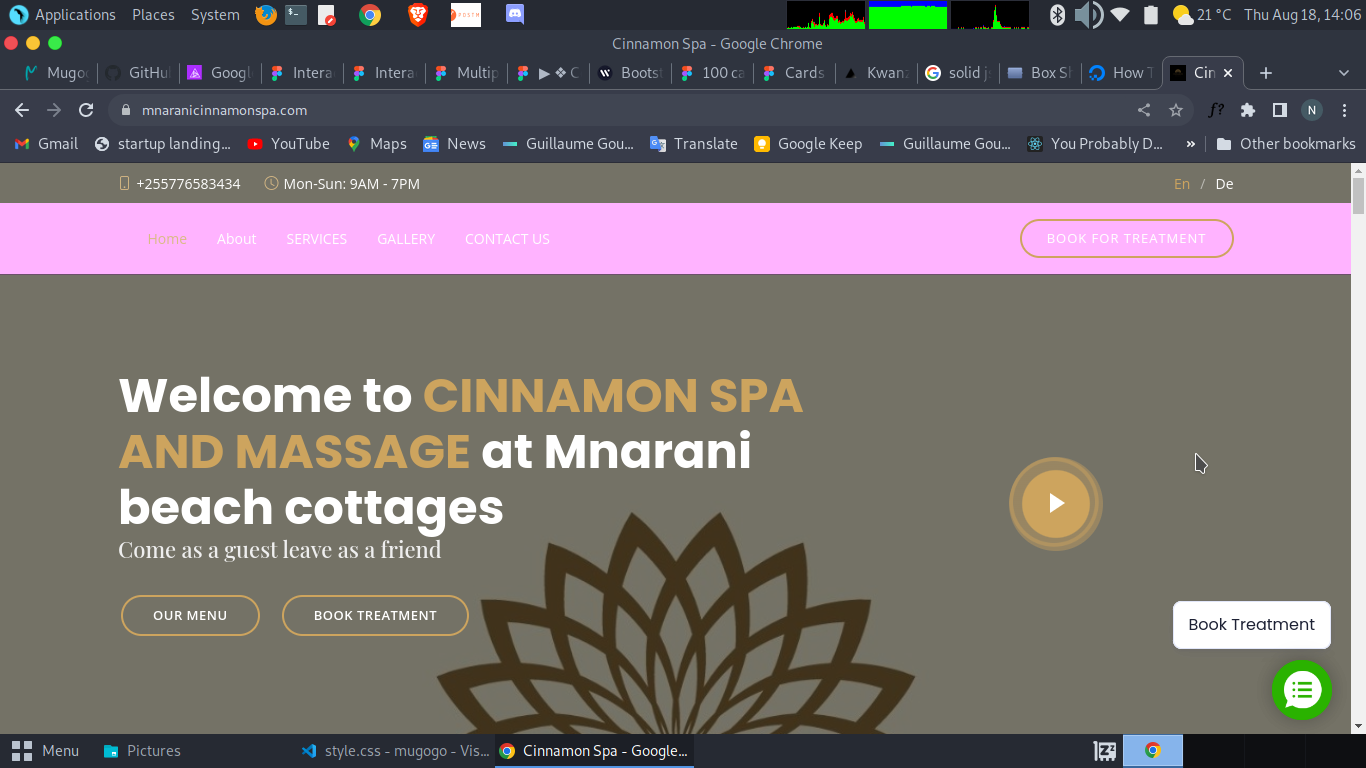 Applications Places System 21 °C Thu Aug 18, 14:06
Cinnamon Spa - Google Chrome
Mugo GitHu Googl Intera Intera Multip ▶ ❖ C Boots 100 ca Cards Kwan solid j Box Sh How T Cin
mnaranicinnamonspa.com f? N
Gmail startup landing... YouTube Maps News Guillaume Gou... Translate Google Keep Guillaume Gou... You Probably D... » Other bookmarks
+255776583434 Mon-Sun: 9AM - 7PM En / De
Home About SERVICES GALLERY CONTACT US BOOK FOR TREATMENT
Welcome to CINNAMON SPA
AND MASSAGE at Mnarani
beach cottages
Come as a guest leave as a friend
OUR MENU BOOK TREATMENT
Book Treatment
Menu Pictures style.css - mugogo - Vis... Cinnamon Spa - Google...